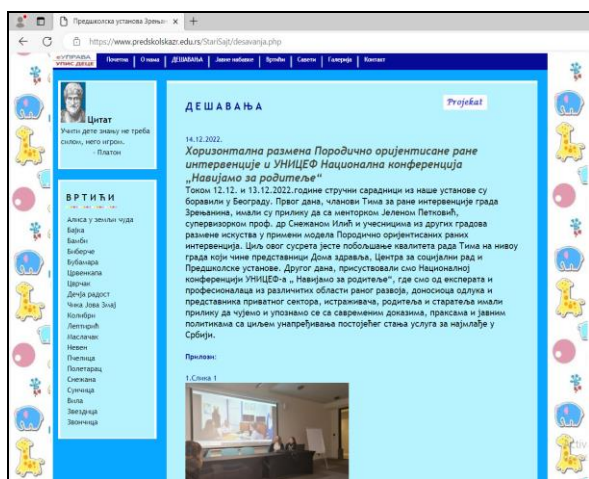 Предшколска установа Зрењан
https://www.predskolskazr.edu.rs/StariSajt/desavanja.php
еУПРАВА
УПИС ДЕЦЕ
Почетна | О нама | ДЕШАВАЊА | Јавне набавке | Вртићи | Савети | Галерија | Контакт
Цитат
Учити дете знању не треба
силом, него игром.
- Платон
ВРТИЋИ
Алиса у земљи чуда
Бајка
Бамби
Биберче
Бубамара
Црвенкапа
Цврчак
Дечја радост
Чика Јова Змај
Колибри
Лептирић
Маслачак
Невен
Пчелица
Полетарац
Снежана
Сунчица
Вила
Звездица
Звончица
ДЕШАВАЊА
Projekat
14.12.2022.
Хоризонтална размена Породично оријентисане ране
интервенције и УНИЦЕФ Национална конференција
„Навијамо за родитеље“
Током 12.12. и 13.12.2022.године стручни сарадници из наше установе су
боравили у Београду. Првог дана, чланови Тима за ране интервенције града
Зрењанина, имали су прилику да са менторком Јеленом Петковић,
супервизорком проф. др Снежаном Илић и учесницима из других градова
размене искуства у примени модела Породично оријентисаних раних
интервенција. Циљ овог сусрета јесте побољшање квалитета рада Тима на нивоу
града који чине представници Дома здравља, Центра за социјални рад и
Предшколске установе. Другог дана, присуствовали смо Националној
конференцији УНИЦЕФ-а „ Навијамо за родитеље“, где смо од експерата и
професионалаца из различитих области раног развоја, доносиоца одлука и
представника приватног сектора, истраживача, родитеља и старатеља имали
прилику да чујемо и упознамо се са савременим доказима, праксама и јавним
политикама са циљем унапређивања постојећег стања услуга за најмлађе у
Србији.
Прилози:
1.Слика 1
Activ